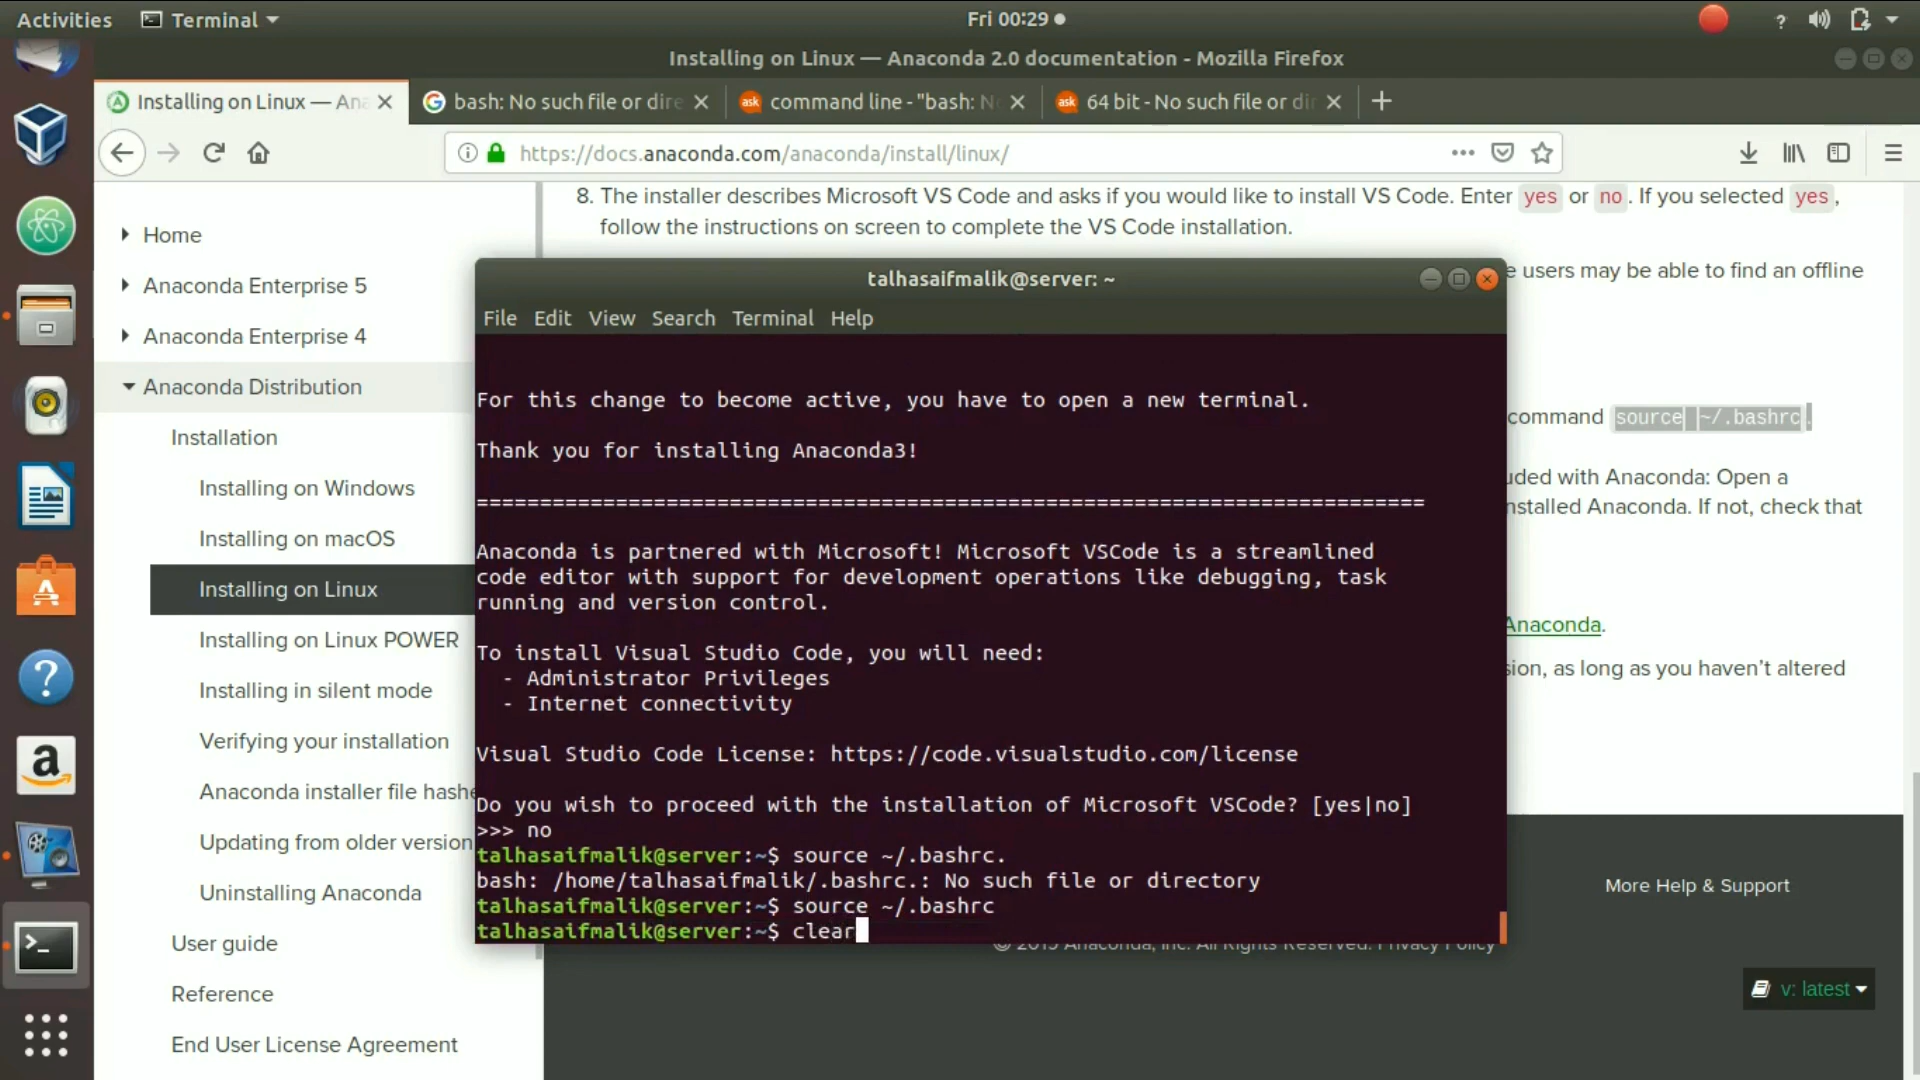 Activities
Terminal
Fri 00:29
Installing on Linux — Anaconda 2.0 documentation - Mozilla Firefox
Installing on Linux — Ana
bash: No such file or dire
command line - "bash: N
64 bit - No such file or di
https://docs.anaconda.com/anaconda/install/linux/
Home
Anaconda Enterprise 5
Anaconda Enterprise 4
Anaconda Distribution
Installation
Installing on Windows
Installing on macOS
Installing on Linux
Installing on Linux POWER
Installing in silent mode
Verifying your installation
Anaconda installer file hashe
Updating from older version
Uninstalling Anaconda
User guide
Reference
End User License Agreement
8. The installer describes Microsoft VS Code and asks if you would like to install VS Code. Enter yes or no. If you selected yes,
follow the instructions on screen to complete the VS Code installation.
e users may be able to find an offline
command source ~/.bashrc.
uded with Anaconda: Open a
nstalled Anaconda. If not, check that
Anaconda.
sion, as long as you haven't altered
talhasaifmalik@server: ~
File Edit View Search Terminal Help
For this change to become active, you have to open a new terminal.
Thank you for installing Anaconda3!
===========================================================================
Anaconda is partnered with Microsoft! Microsoft VSCode is a streamlined
code editor with support for development operations like debugging, task
running and version control.
To install Visual Studio Code, you will need:
- Administrator Privileges
- Internet connectivity
Visual Studio Code License: https://code.visualstudio.com/license
Do you wish to proceed with the installation of Microsoft VSCode? [yes|no]
>>> no
talhasaifmalik@server:~$ source ~/.bashrc.
bash: /home/talhasaifmalik/.bashrc.: No such file or directory
talhasaifmalik@server:~$ source ~/.bashrc
talhasaifmalik@server:~$ clear
More Help & Support
Anaconda, Inc. All Rights Reserved. Privacy Policy
v: latest